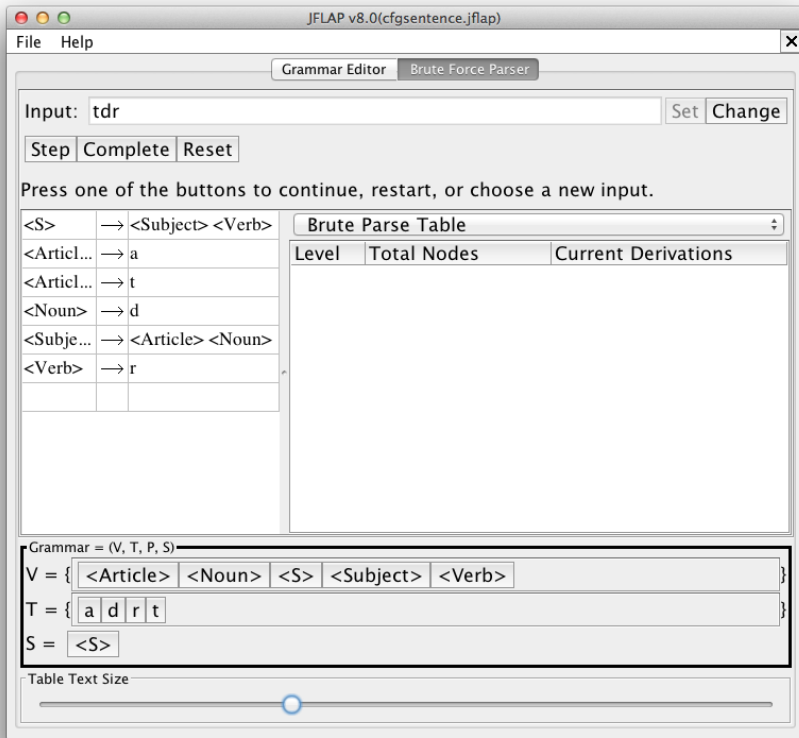 JFLAP v8.0(cfgsentence.jflap)
File Help
Grammar Editor Brute Force Parser
Input: tdr Set Change
Step Complete Reset
Press one of the buttons to continue, restart, or choose a new input.
<S> → <Subject> <Verb>
<Articl... → a
<Articl... → t
<Noun> → d
<Subje... → <Article> <Noun>
<Verb> → r
Brute Parse Table
Level Total Nodes Current Derivations
Grammar = (V, T, P, S)
V = { <Article> <Noun> <S> <Subject> <Verb> }
T = { a d r t }
S = <S>
Table Text Size